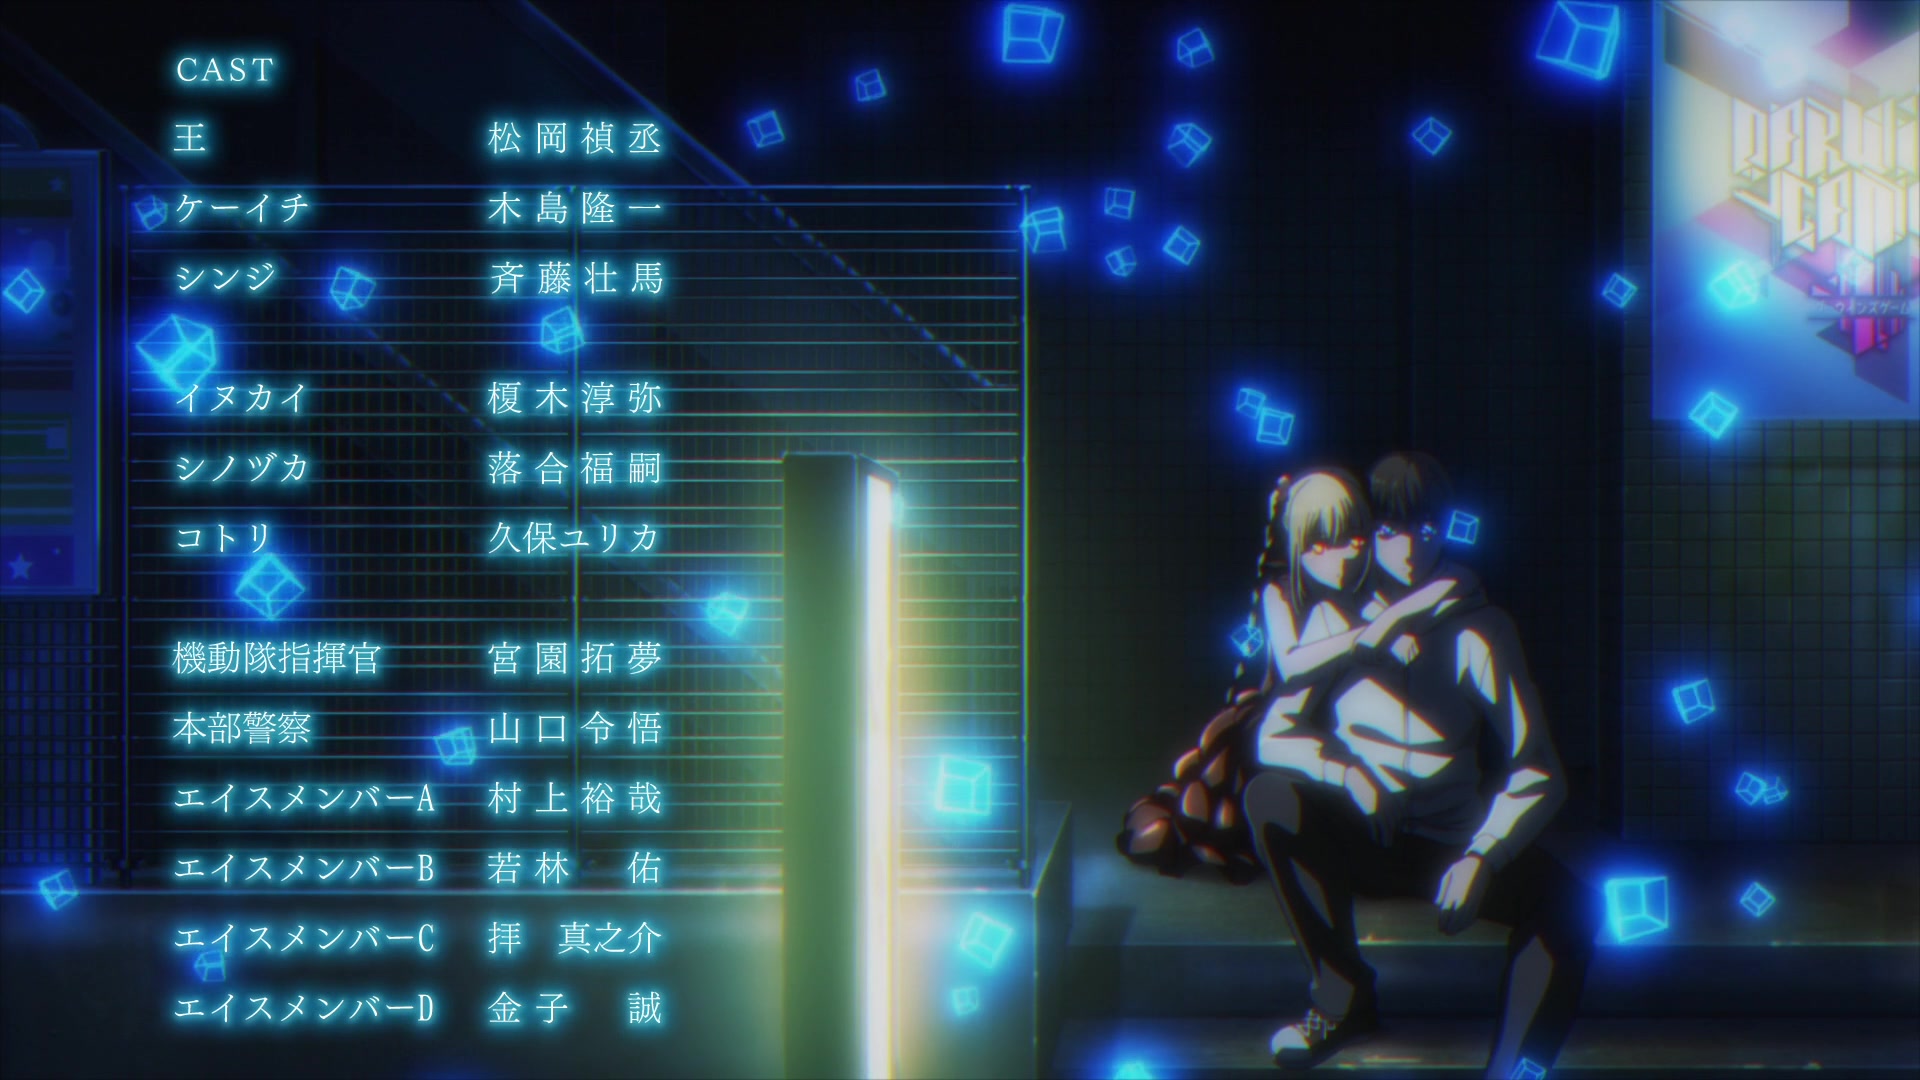 CAST
王 松岡禎丞
ケーイチ 木島隆一
シンジ 斉藤壮馬
イヌカイ 榎木淳弥
シノヅカ 落合福嗣
コトリ 久保ユリカ
機動隊指揮官 宮園拓夢
本部警察 山口令悟
エイスメンバーA 村上裕哉
エイスメンバーB 若林 佑
エイスメンバーC 拝 真之介
エイスメンバーD 金子 誠